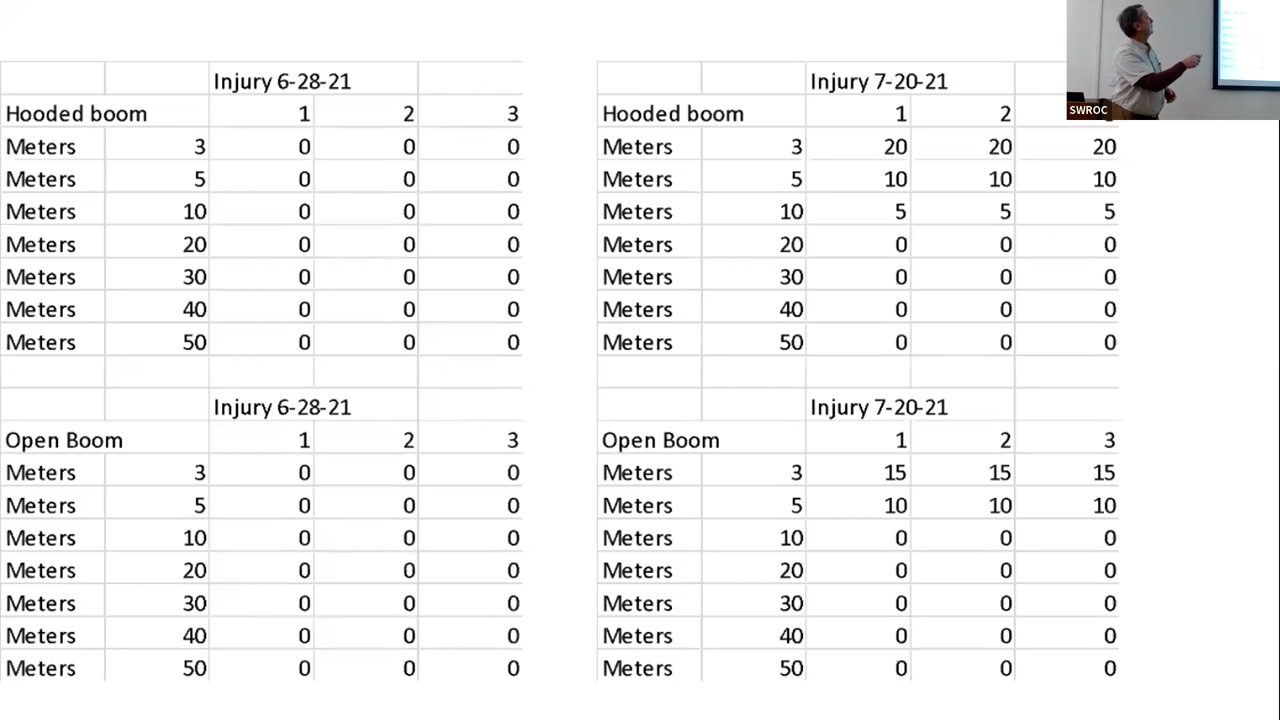 Injury 6-28-21
Hooded boom 1 2 3
Meters 3 0 0 0
Meters 5 0 0 0
Meters 10 0 0 0
Meters 20 0 0 0
Meters 30 0 0 0
Meters 40 0 0 0
Meters 50 0 0 0
Injury 6-28-21
Open Boom 1 2 3
Meters 3 0 0 0
Meters 5 0 0 0
Meters 10 0 0 0
Meters 20 0 0 0
Meters 30 0 0 0
Meters 40 0 0 0
Meters 50 0 0 0
Injury 7-20-21
Hooded boom 1 2
Meters 3 20 20 20
Meters 5 10 10 10
Meters 10 5 5 5
Meters 20 0 0 0
Meters 30 0 0 0
Meters 40 0 0 0
Meters 50 0 0 0
Injury 7-20-21
Open Boom 1 2 3
Meters 3 15 15 15
Meters 5 10 10 10
Meters 10 0 0 0
Meters 20 0 0 0
Meters 30 0 0 0
Meters 40 0 0 0
Meters 50 0 0 0
SWROC